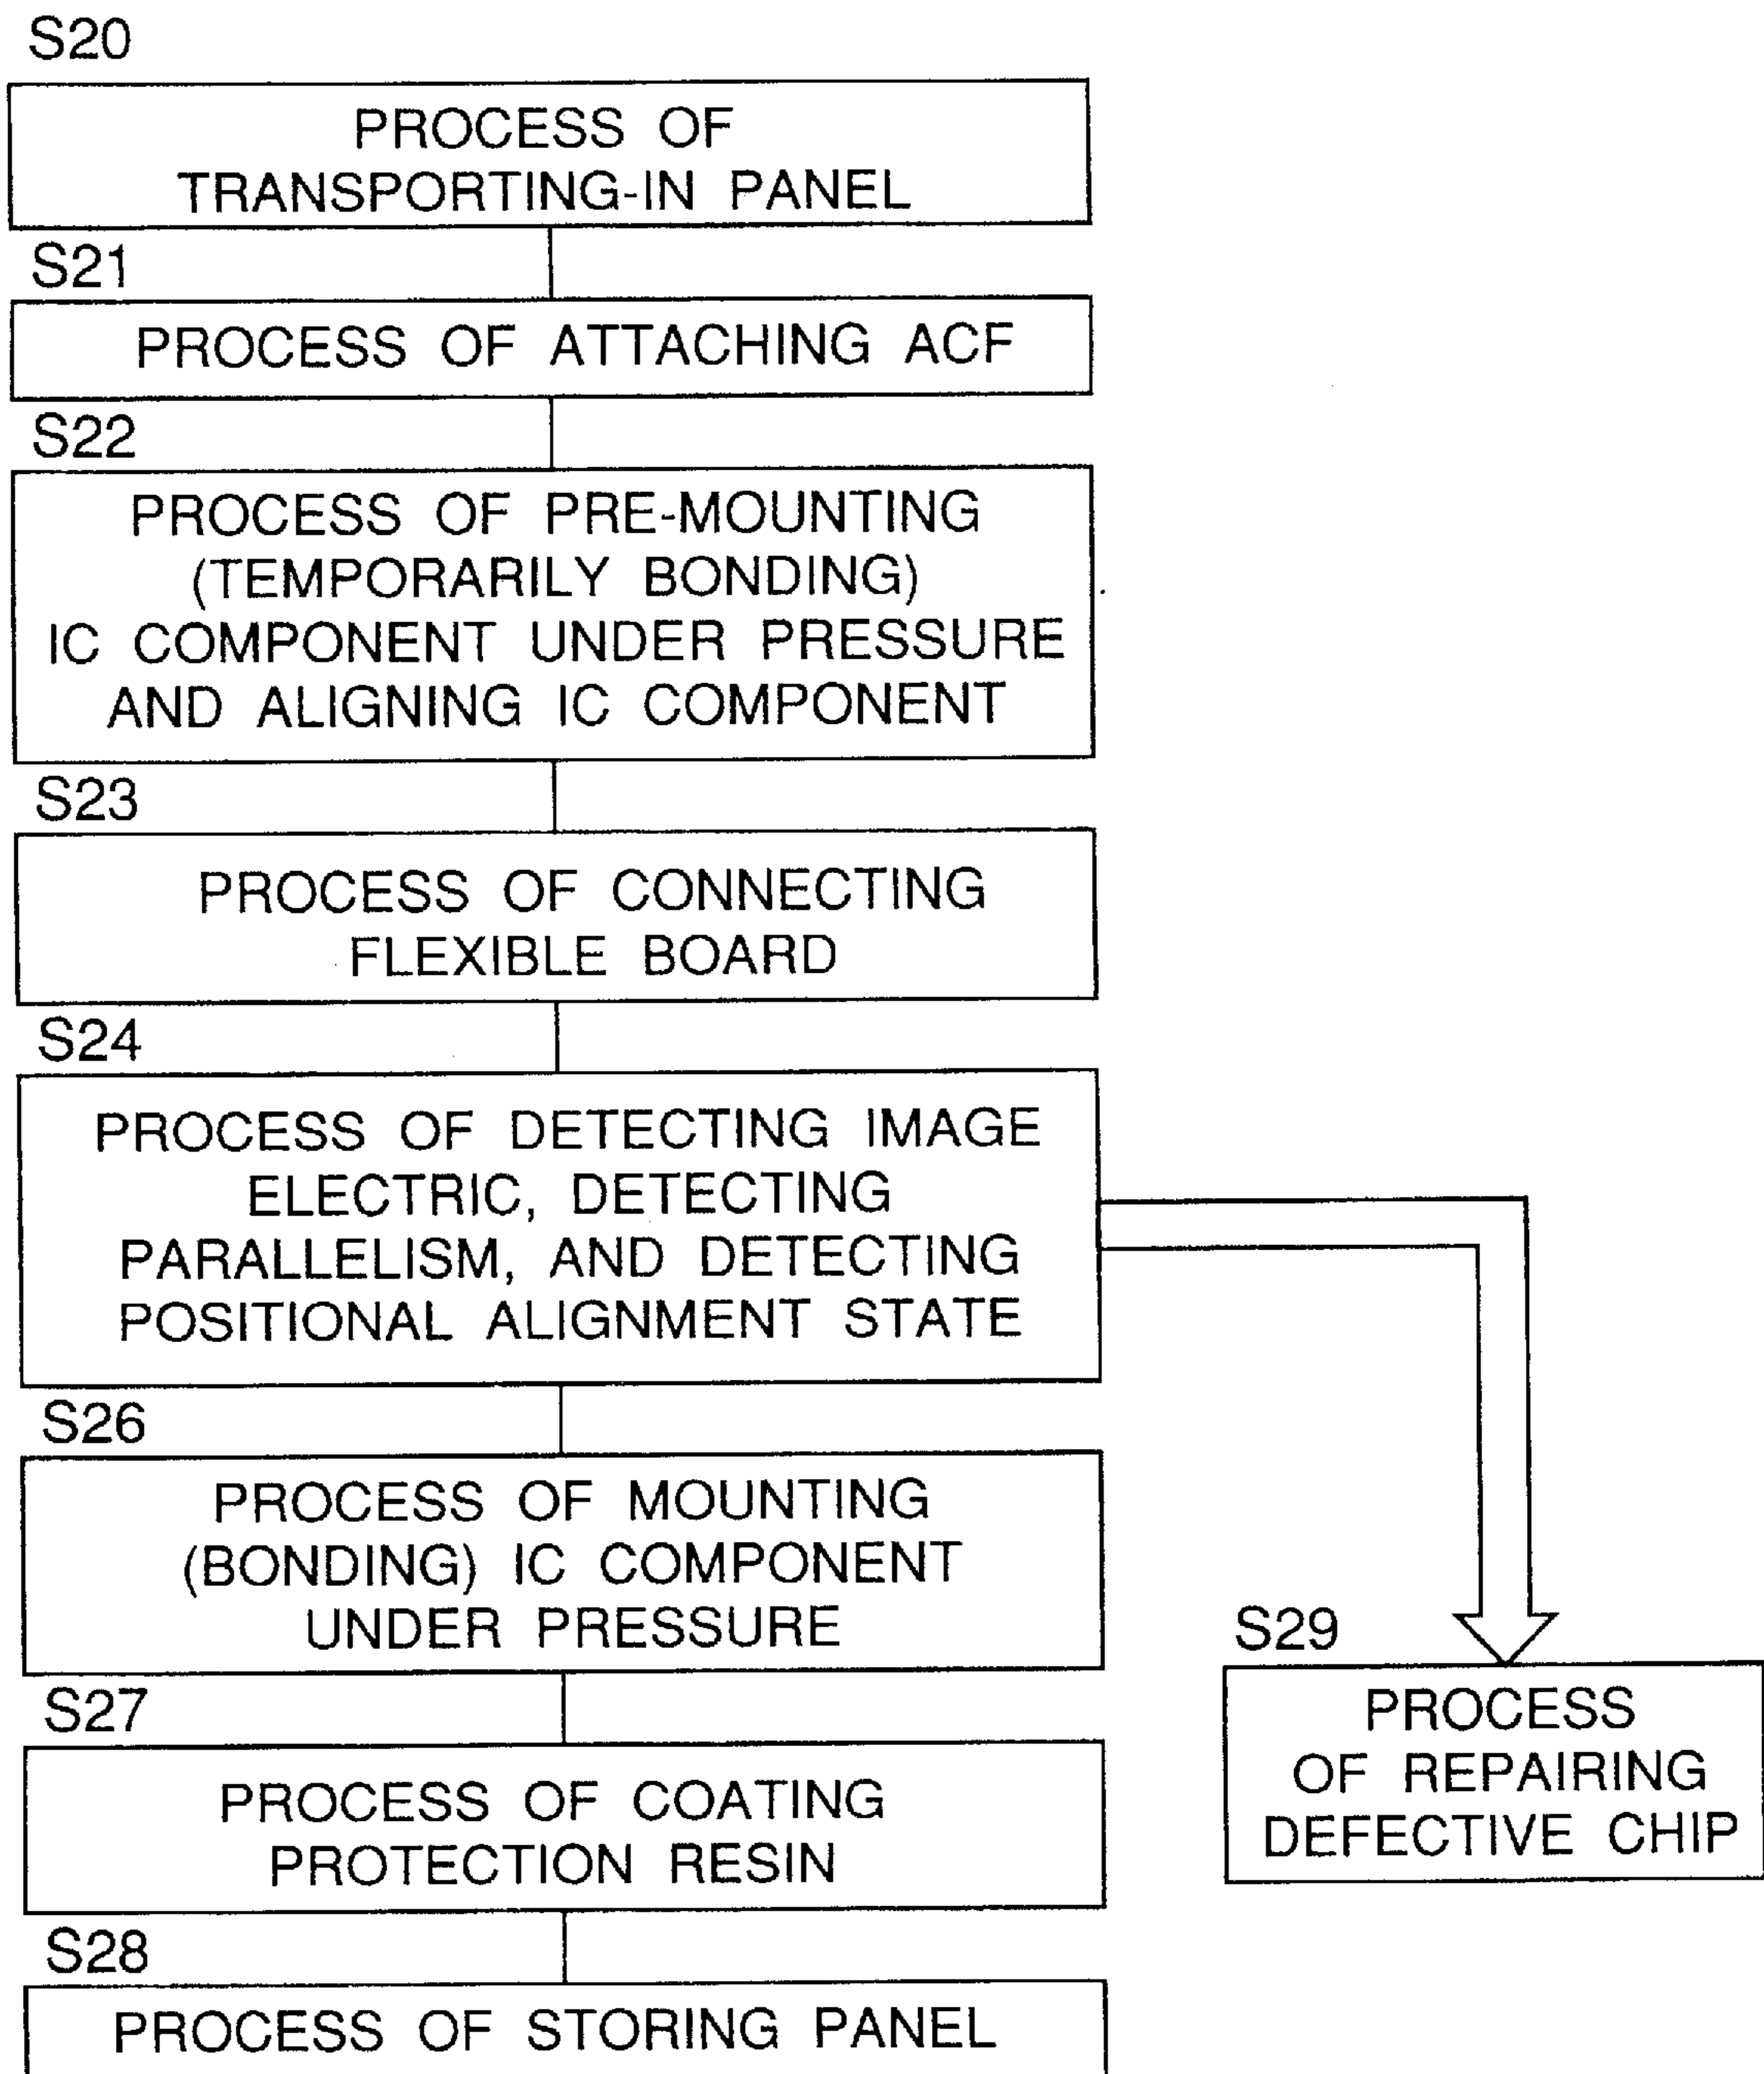 S20
PROCESS OF
TRANSPORTING-IN PANEL
S21
PROCESS OF ATTACHING ACF
S22
PROCESS OF PRE-MOUNTING
(TEMPORARILY BONDING)
IC COMPONENT UNDER PRESSURE
AND ALIGNING IC COMPONENT
S23
PROCESS OF CONNECTING
FLEXIBLE BOARD
S24
PROCESS OF DETECTING IMAGE
ELECTRIC, DETECTING
PARALLELISM, AND DETECTING
POSITIONAL ALIGNMENT STATE
S26
PROCESS OF MOUNTING
(BONDING) IC COMPONENT
UNDER PRESSURE
S27
PROCESS OF COATING
PROTECTION RESIN
S28
PROCESS OF STORING PANEL
S29
PROCESS
OF REPAIRING
DEFECTIVE CHIP